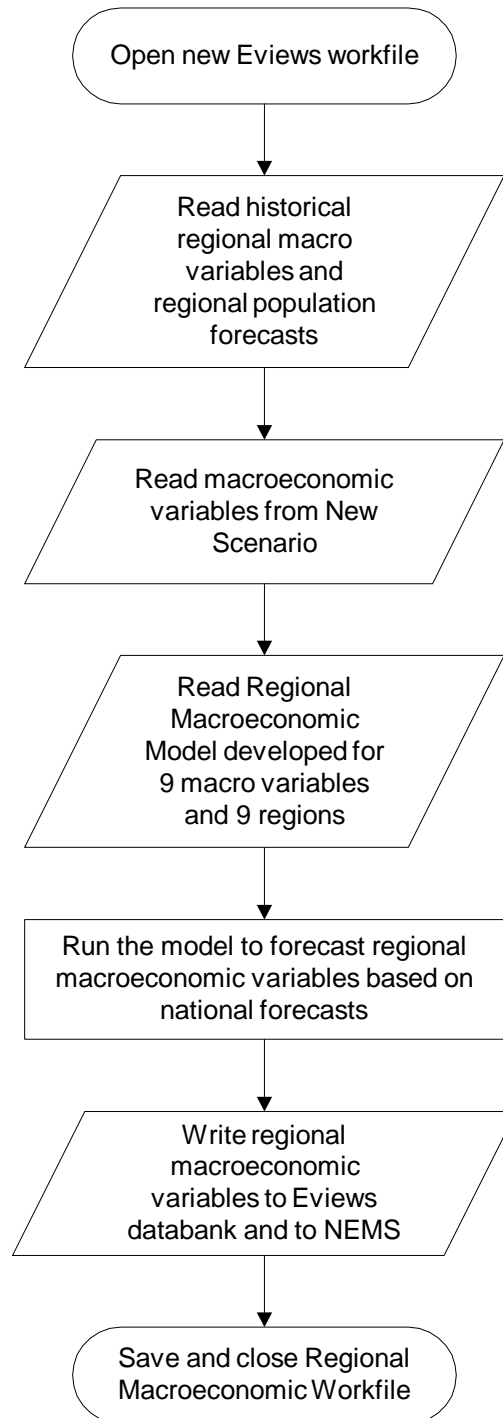 Open new Eviews workfile
Read historical
regional macro
variables and
regional population
forecasts
Read macroeconomic
variables from New
Scenario
Read Regional
Macroeconomic
Model developed for
9 macro variables
and 9 regions
Run the model to forecast regional
macroeconomic variables based on
national forecasts
Write regional
macroeconomic
variables to Eviews
databank and to NEMS
Save and close Regional
Macroeconomic Workfile